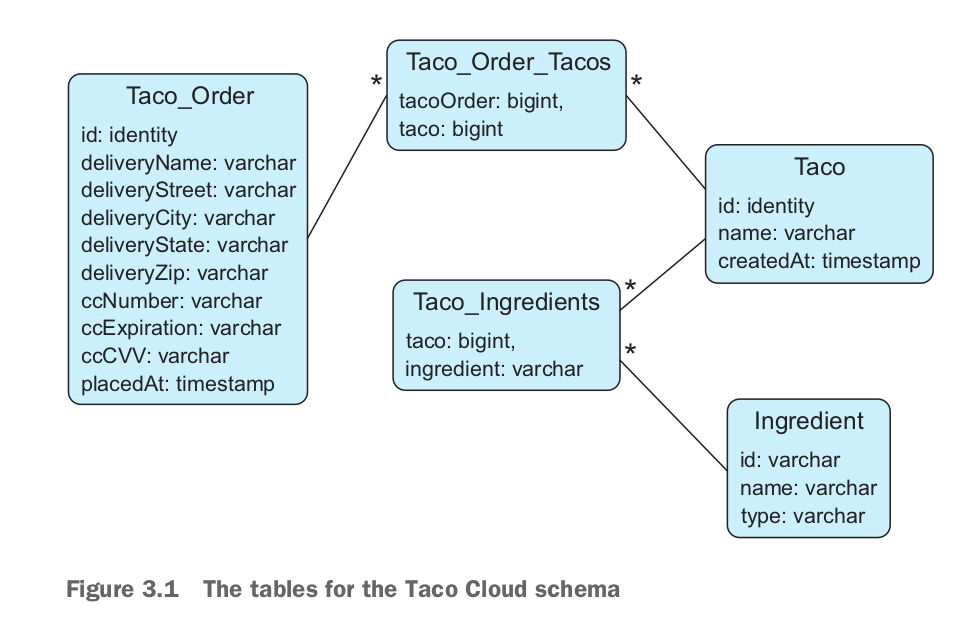 Taco_Order
id: identity
deliveryName: varchar
deliveryStreet: varchar
deliveryCity: varchar
deliveryState: varchar
deliveryZip: varchar
ccNumber: varchar
ccExpiration: varchar
ccCVV: varchar
placedAt: timestamp
*
Taco_Order_Tacos
tacoOrder: bigint,
taco: bigint
*
Taco
id: identity
name: varchar
createdAt: timestamp
Taco_Ingredients
taco: bigint,
ingredient: varchar
*
*
Ingredient
id: varchar
name: varchar
type: varchar
Figure 3.1 The tables for the Taco Cloud schema